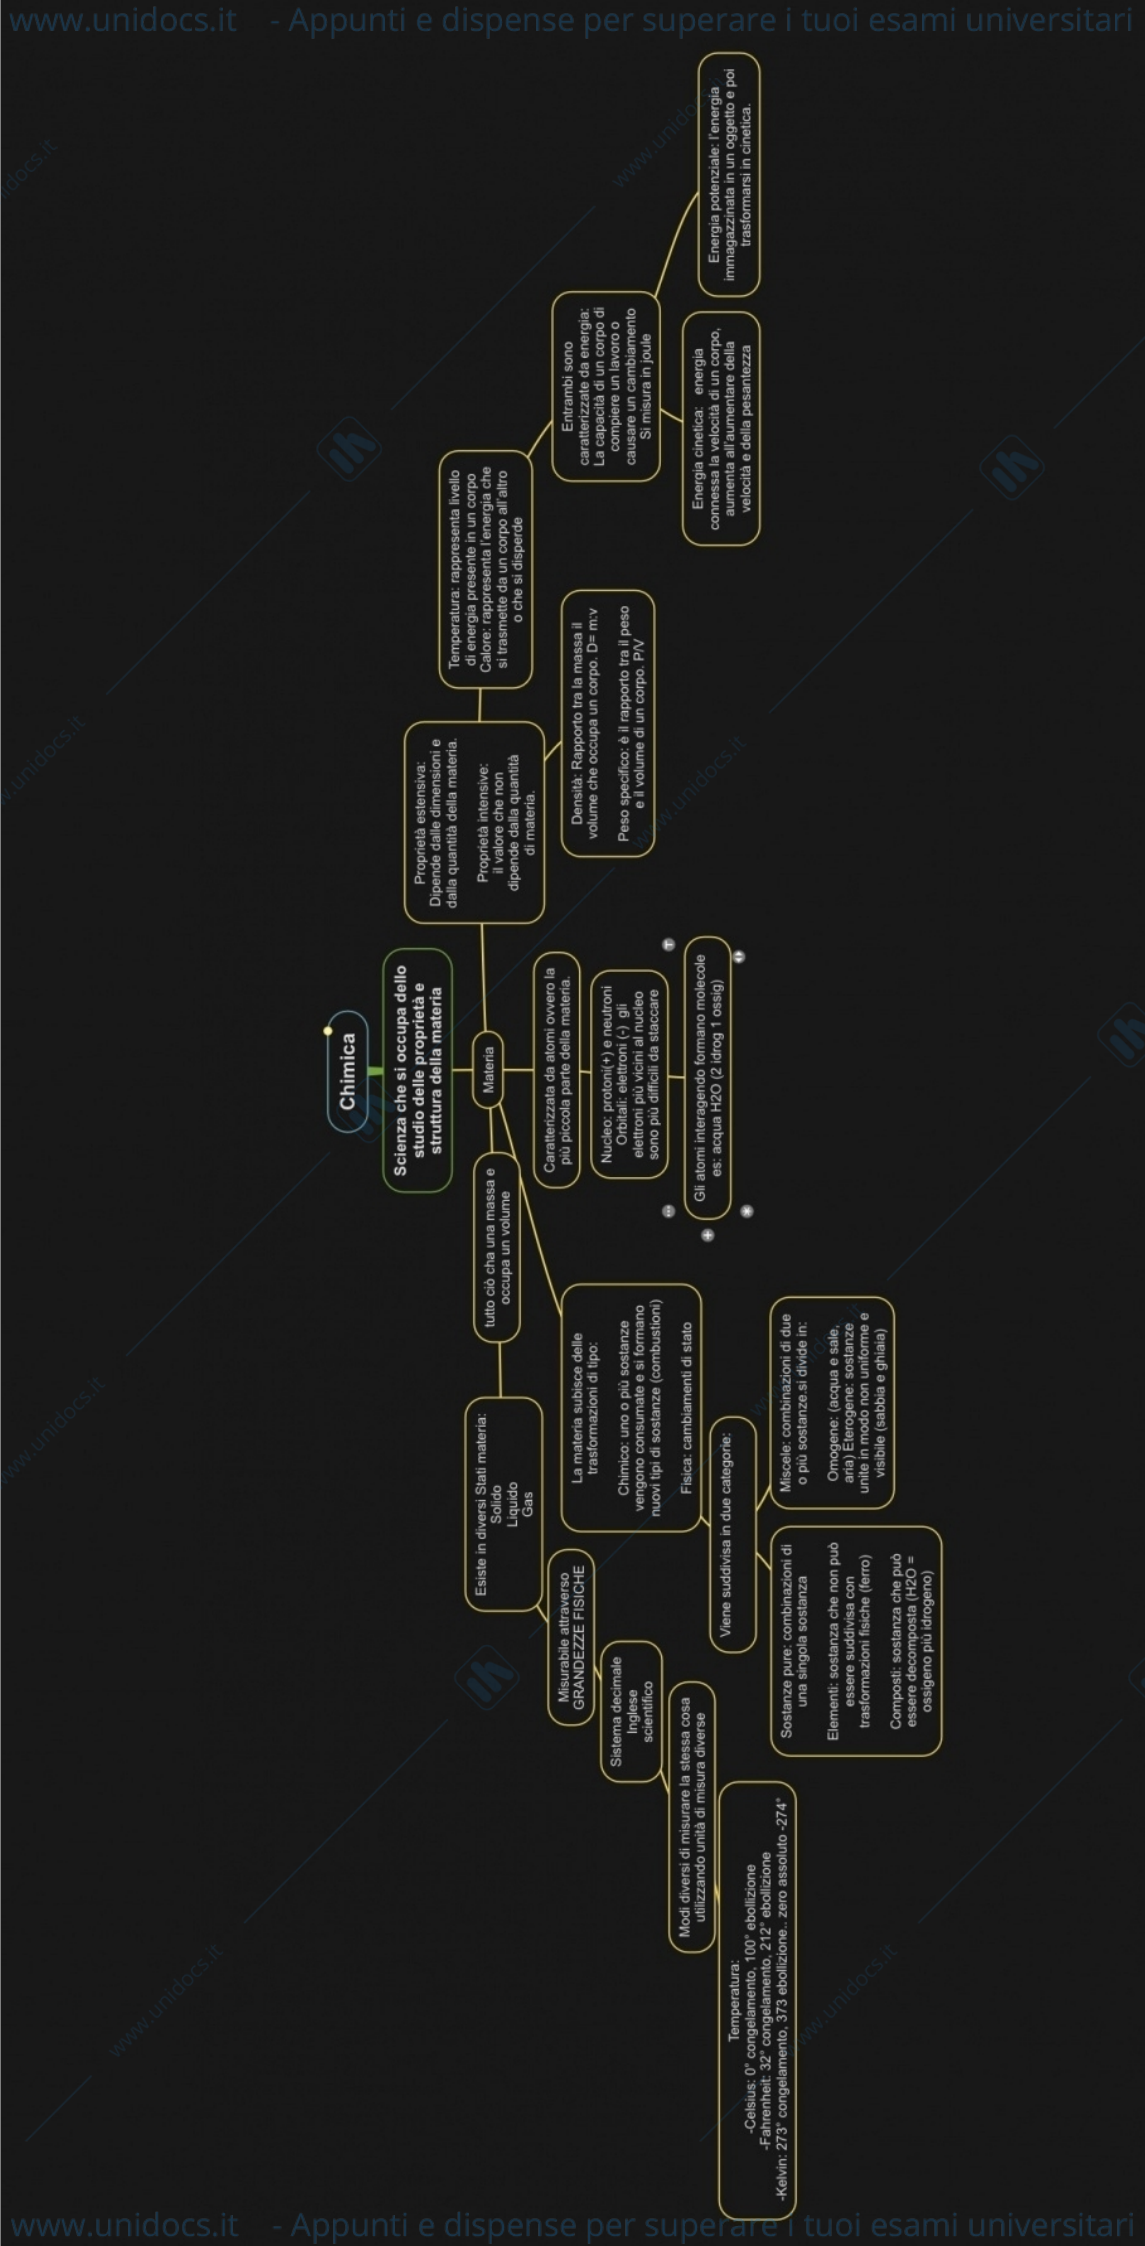 www.unidocs.it - Appunti e dispense per superare i tuoi esami universitari
Chimica
Scienza che si occupa dello
studio delle proprietà e
struttura della materia
Materia
tutto ciò cha una massa e
occupa un volume
Esiste in diversi Stati materia:
Solido
Liquido
Gas
Misurabile attraverso
GRANDEZZE FISICHE
Sistema decimale
Inglese
scientifico
Modi diversi di misurare la stessa cosa
utilizzando unità di misura diverse
Temperatura:
-Celsius: 0° congelamento, 100° ebollizione
-Fahrenheit: 32° congelamento, 212° ebollizione
-Kelvin: 273° congelamento, 373 ebollizione.. zero assoluto -274°
La materia subisce delle
trasformazioni di tipo:
Chimico: uno o più sostanze
vengono consumate e si formano
nuovi tipi di sostanze (combustioni)
Fisica: cambiamenti di stato
Viene suddivisa in due categorie:
Sostanze pure: combinazioni di
una singola sostanza
Elementi: sostanza che non può
essere suddivisa con
trasformazioni fisiche (ferro)
Composti: sostanza che può
essere decomposta (H2O =
ossigeno più idrogeno)
Miscele: combinazioni di due
o più sostanze.si divide in:
Omogene: (acqua e sale,
aria) Eterogene: sostanze
unite in modo non uniforme e
visibile (sabbia e ghiaia)
Caratterizzata da atomi ovvero la
più piccola parte della materia.
Nucleo: protoni(+) e neutroni
Orbitali: elettroni (-) gli
elettroni più vicini al nucleo
sono più difficili da staccare
Gli atomi interagendo formano molecole
es: acqua H2O (2 idrog 1 ossig)
Proprietà estensiva:
Dipende dalle dimensioni e
dalla quantità della materia.
Proprietà intensive:
il valore che non
dipende dalla quantità
di materia.
Densità: Rapporto tra la massa il
volume che occupa un corpo. D= m:v
Peso specifico: è il rapporto tra il peso
e il volume di un corpo. P/V
Temperatura: rappresenta livello
di energia presente in un corpo
Calore: rappresenta l'energia che
si trasmette da un corpo all'altro
o che si disperde
Entrambi sono
caratterizzate da energia:
La capacità di un corpo di
compiere un lavoro o
causare un cambiamento
Si misura in joule
Energia cinetica: energia
connessa la velocità di un corpo,
aumenta all'aumentare della
velocità e della pesantezza
Energia potenziale: l'energia
immagazzinata in un oggetto e poi
trasformarsi in cinetica.
www.unidocs.it - Appunti e dispense per superare i tuoi esami universitari